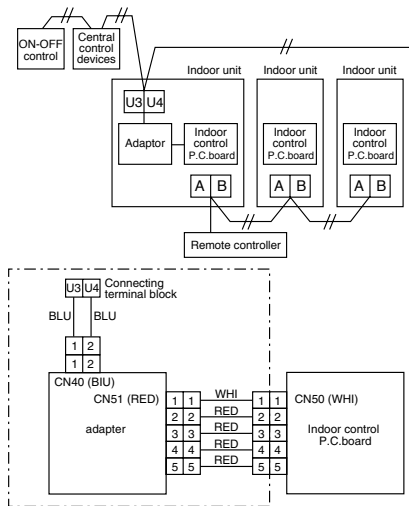 ON-OFF
control
Central
control
devices
Indoor unit
Indoor unit
Indoor unit
U3 U4
Adaptor
Indoor
control
P.C.board
Indoor
control
P.C.board
Indoor
control
P.C.board
A B
A B
A B
Remote controller
U3 U4
Connecting
terminal block
BLU BLU
1 2
1 2
CN40 (BIU)
CN51 (RED)
CN50 (WHI)
adapter
Indoor control
P.C.board
1 1 WHI 1 1
2 2 RED 2 2
3 3 RED 3 3
4 4 RED 4 4
5 5 RED 5 5